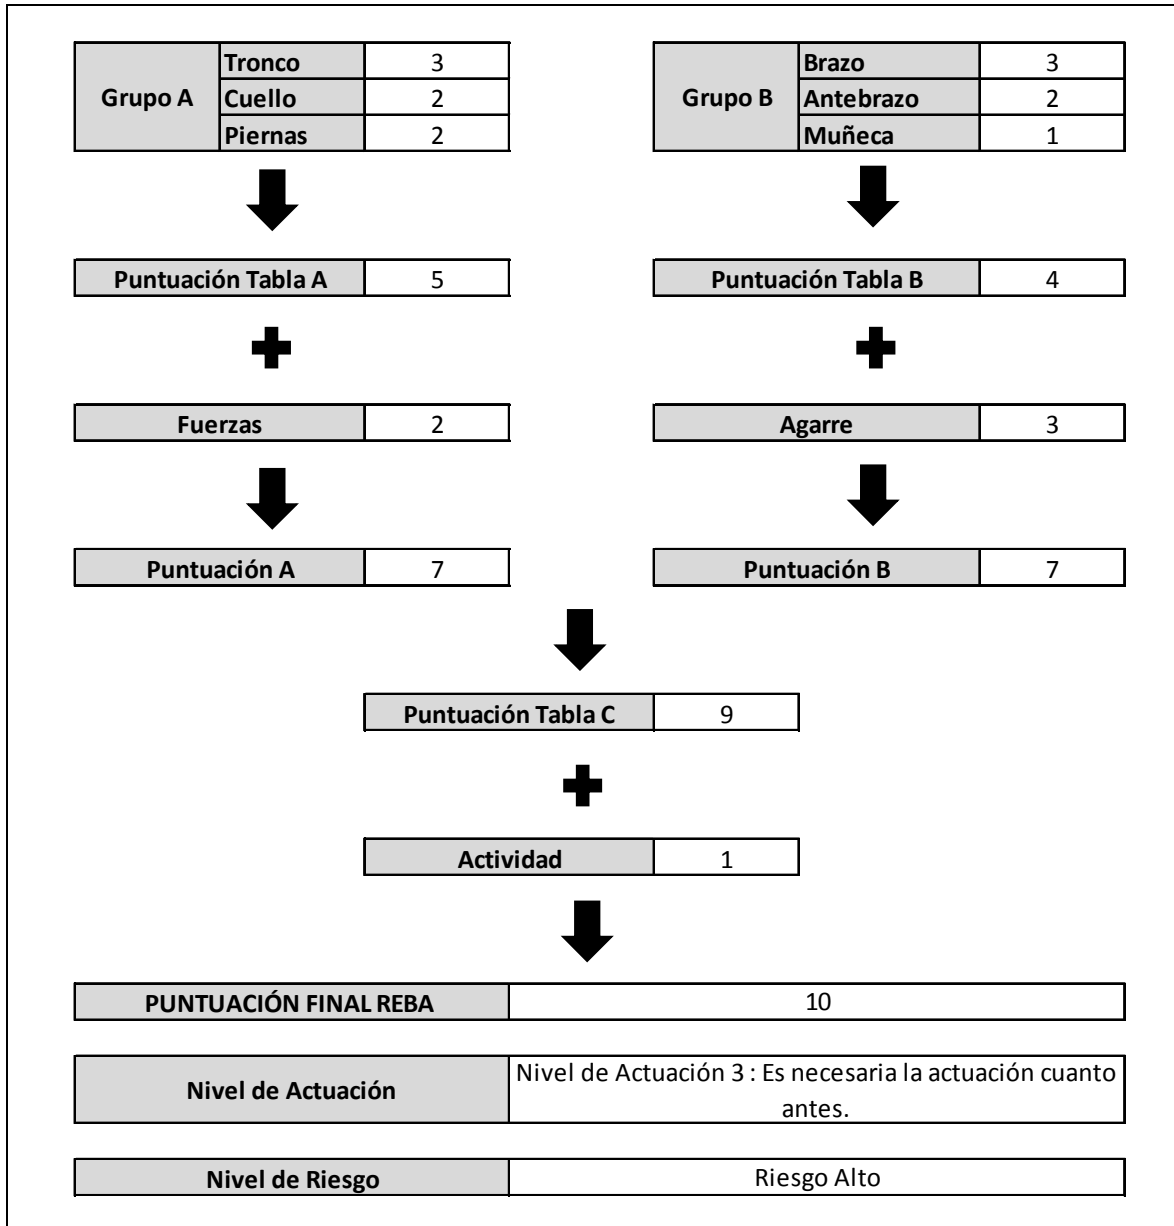 Grupo A
Tronco 3
Cuello 2
Piernas 2
Grupo B
Brazo 3
Antebrazo 2
Muñeca 1
Puntuación Tabla A 5
Puntuación Tabla B 4
Fuerzas 2
Agarre 3
Puntuación A 7
Puntuación B 7
Puntuación Tabla C 9
Actividad 1
PUNTUACIÓN FINAL REBA 10
Nivel de Actuación
Nivel de Actuación 3 : Es necesaria la actuación cuanto
antes.
Nivel de Riesgo Riesgo Alto